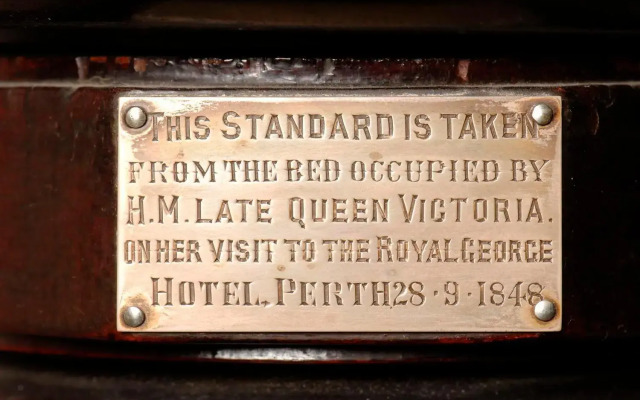 THIS STANDARD IS TAKEN
FROM THE BED OCCUPIED BY
H.M. LATE QUEEN VICTORIA.
ON HER VISIT TO THE ROYAL GEORGE
HOTEL, PERTH 28·9·1848